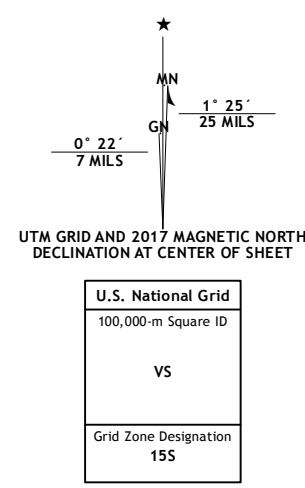 ★
MN
1° 25´
25 MILS
GN
0° 22´
7 MILS
UTM GRID AND 2017 MAGNETIC NORTH
DECLINATION AT CENTER OF SHEET
U.S. National Grid
100,000-m Square ID
VS
Grid Zone Designation
15S